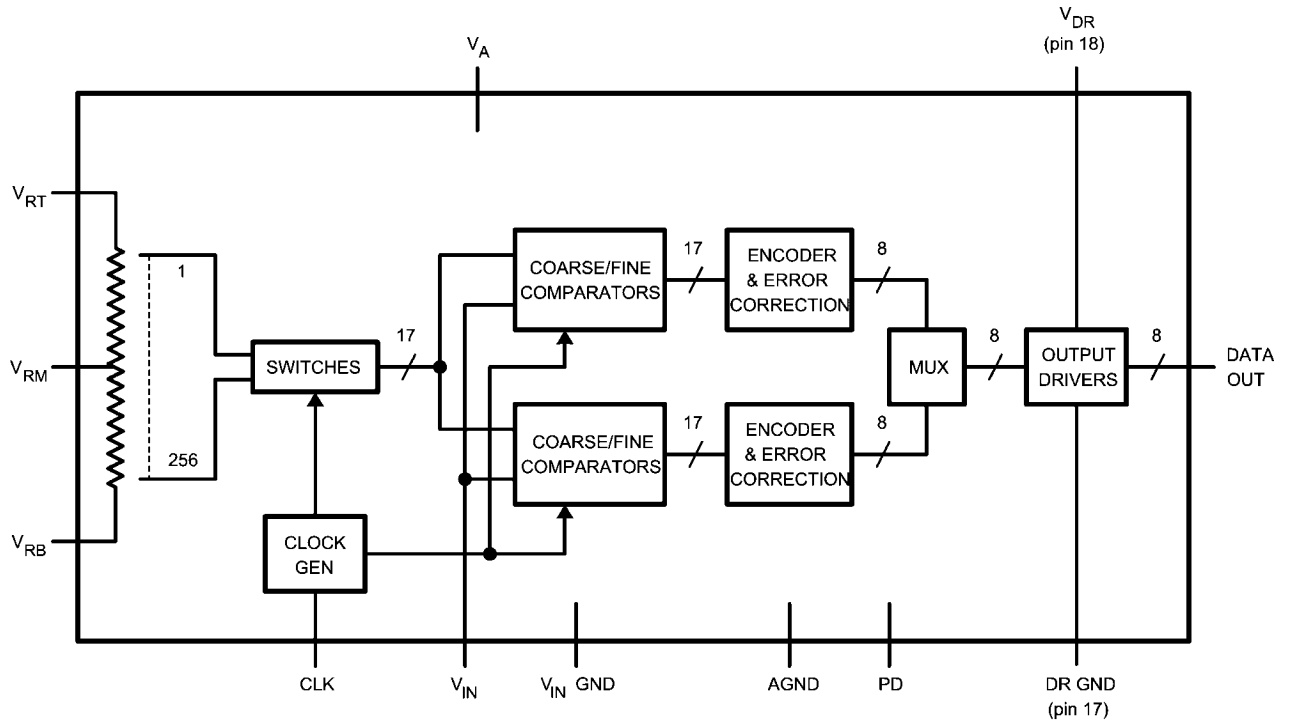 V_DR
(pin 18)
V_A
V_RT
17
8
ENCODER
& ERROR
CORRECTION
COARSE/FINE
COMPARATORS
1
17
8
8
SWITCHES
MUX
OUTPUT
DRIVERS
DATA
OUT
V_RM
17
8
ENCODER
& ERROR
CORRECTION
COARSE/FINE
COMPARATORS
256
V_RB
CLOCK
GEN
CLK
V_IN
V_IN GND
AGND
PD
DR GND
(pin 17)